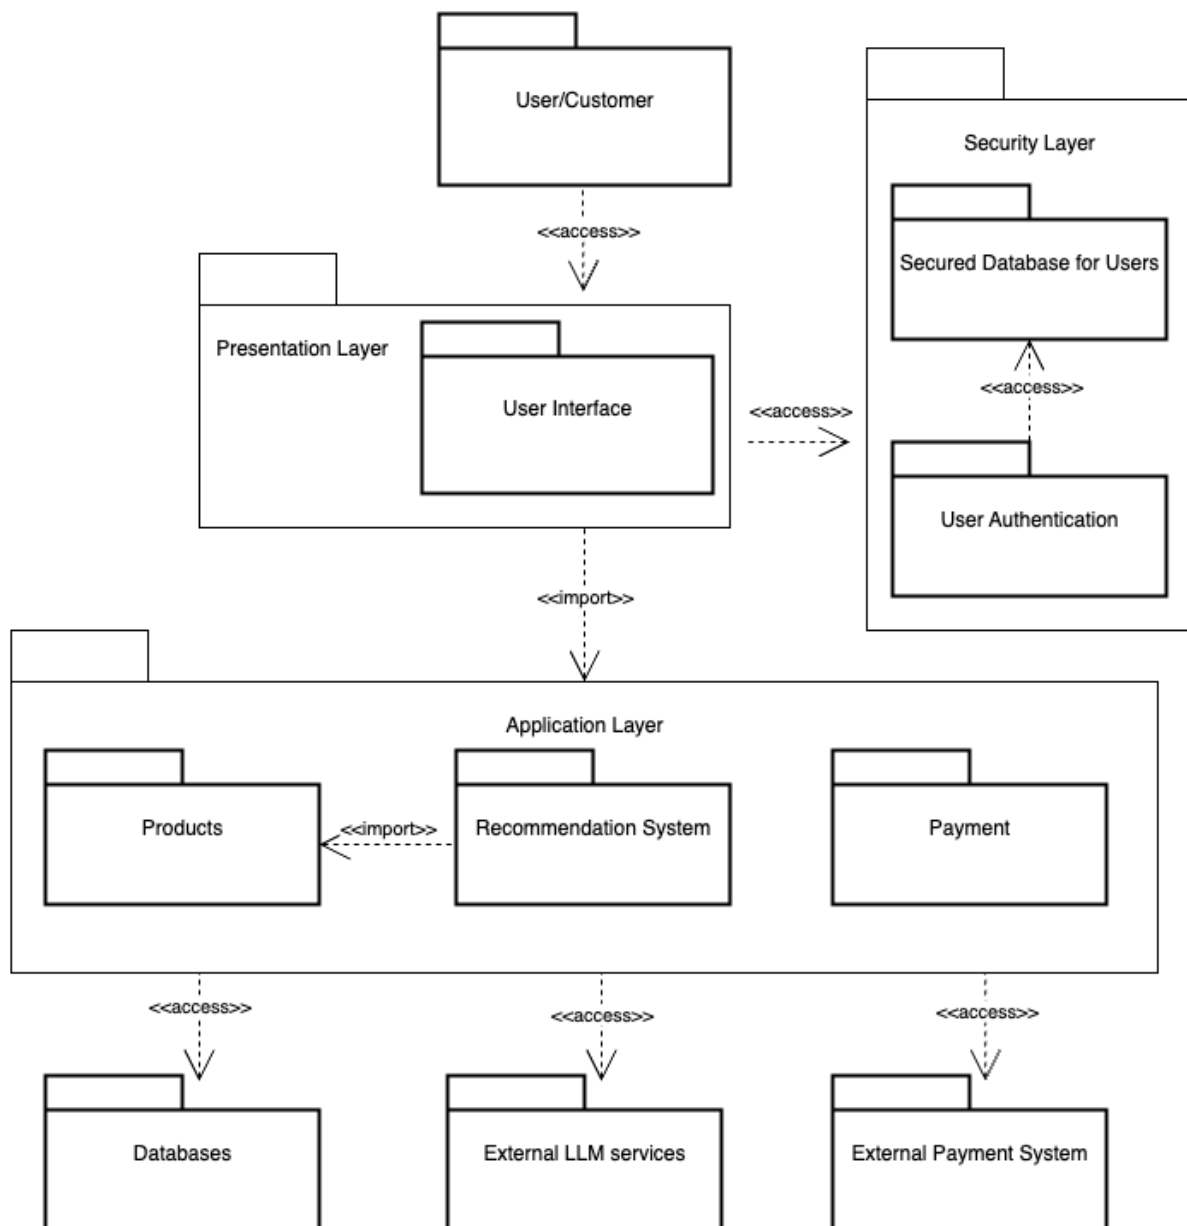 User/Customer
Security Layer
<<access>>
Secured Database for Users
Presentation Layer
<<access>>
User Interface
<<access>>
User Authentication
<<import>>
Application Layer
Products
<<import>>
Recommendation System
Payment
<<access>>
<<access>>
<<access>>
Databases
External LLM services
External Payment System